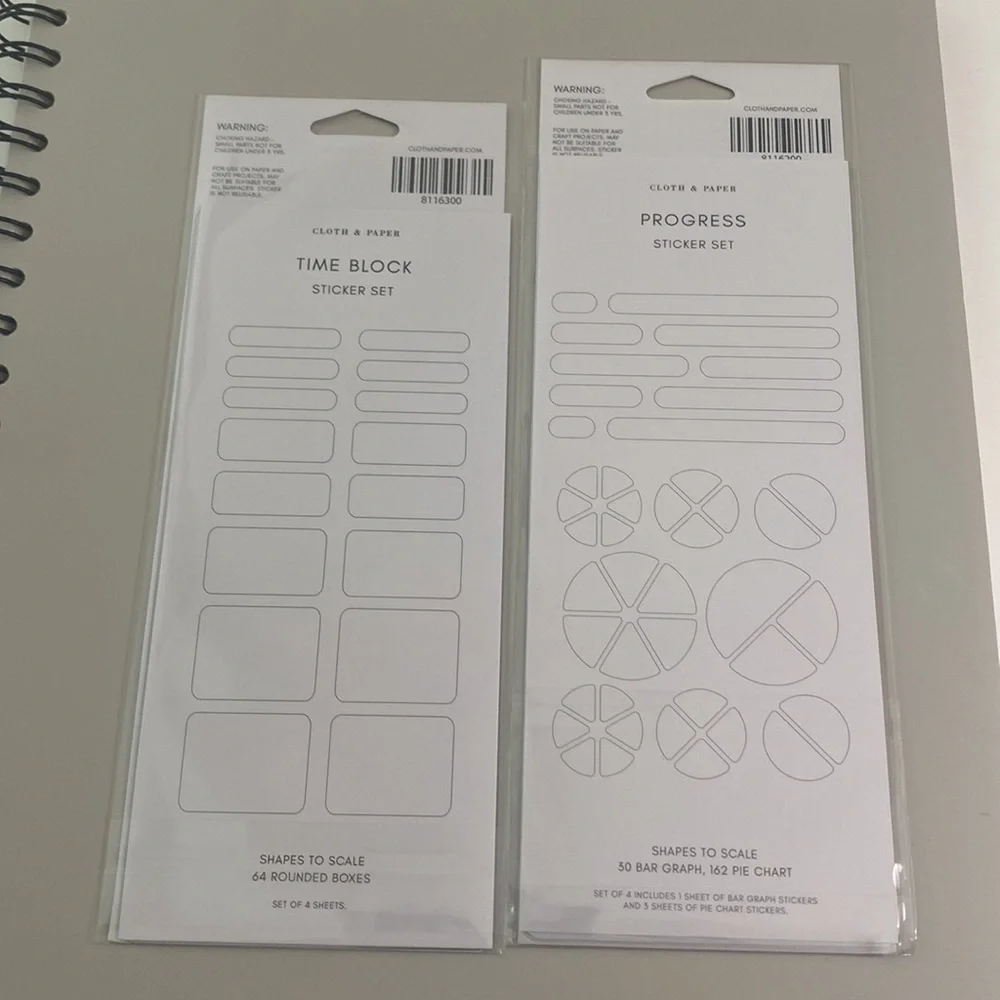 WARNING:
CHOKING HAZARD –
SMALL PARTS NOT FOR
CHILDREN UNDER 3 YRS.
FOR USE ON PAPER AND
CRAFT PROJECTS. MAY
NOT BE SUITABLE FOR
ALL SURFACES. STICKER
IS NOT REUSABLE.
CLOTHANDPAPER.COM
8116300
CLOTH & PAPER
TIME BLOCK
STICKER SET
SHAPES TO SCALE
64 ROUNDED BOXES
SET OF 4 SHEETS.
WARNING:
CHOKING HAZARD –
SMALL PARTS NOT FOR
CHILDREN UNDER 3 YRS.
FOR USE ON PAPER AND
CRAFT PROJECTS. MAY
NOT BE SUITABLE FOR
ALL SURFACES. STICKER
IS NOT REUSABLE.
CLOTHANDPAPER.COM
8116300
CLOTH & PAPER
PROGRESS
STICKER SET
SHAPES TO SCALE
30 BAR GRAPH, 162 PIE CHART
SET OF 4 INCLUDES 1 SHEET OF BAR GRAPH STICKERS
AND 3 SHEETS OF PIE CHART STICKERS.